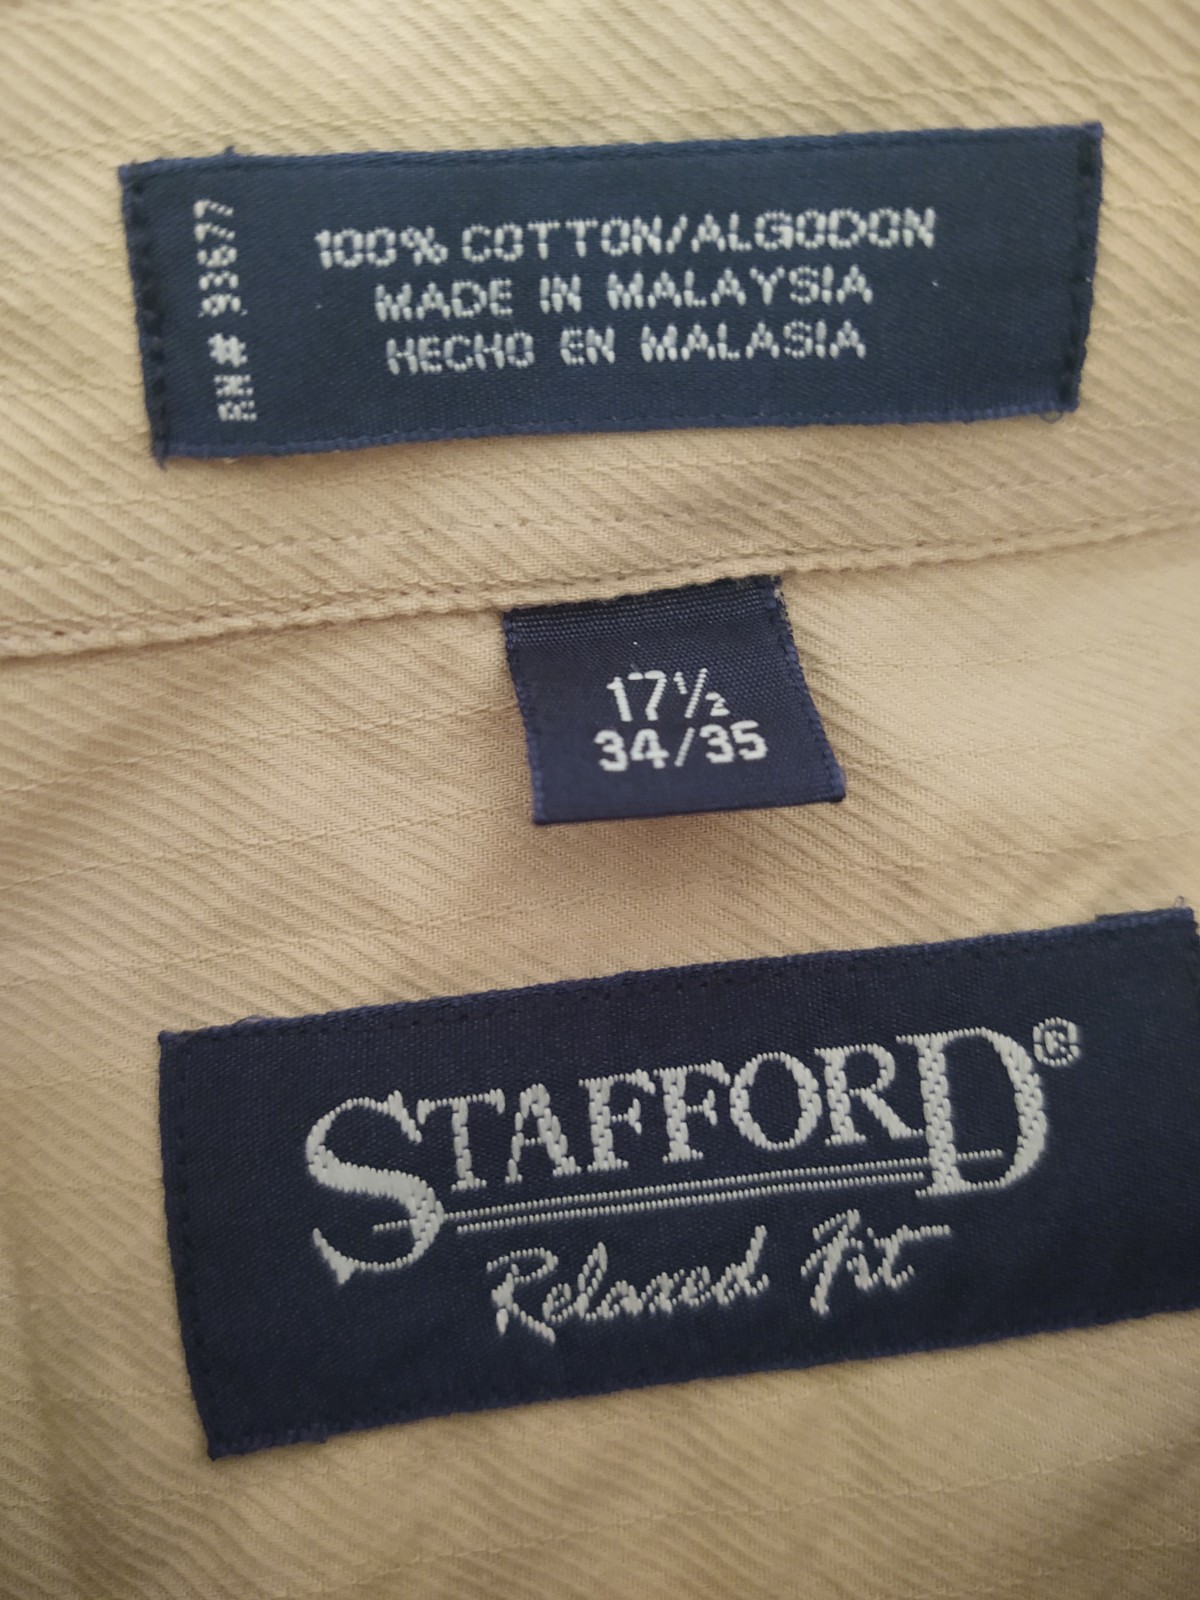 RN# 93677
100% COTTON/ALGODON
MADE IN MALAYSIA
HECHO EN MALASIA
17½
34/35
STAFFORD®
Relaxed Fit